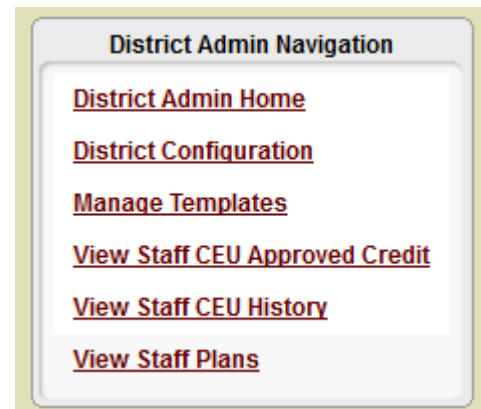 District Admin Navigation
District Admin Home
District Configuration
Manage Templates
View Staff CEU Approved Credit
View Staff CEU History
View Staff Plans